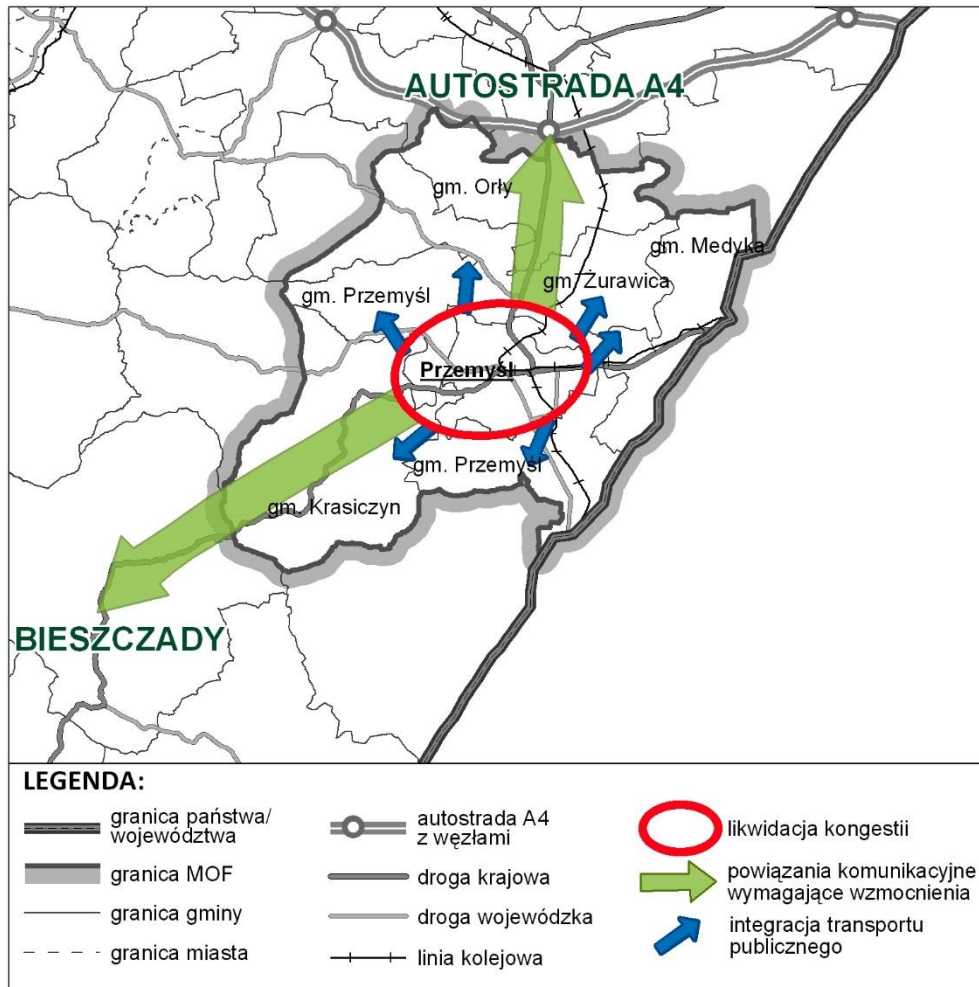 AUTOSTRADA A4
gm. Orły
gm. Medyka
gm. Żurawica
gm. Przemyśl
Przemyśl
gm. Przemyśl
gm. Krasiczyn
BIESZCZADY
LEGENDA:
granica państwa/
województwa
granica MOF
granica gminy
granica miasta
autostrada A4
z węzłami
droga krajowa
droga wojewódzka
linia kolejowa
likwidacja kongestii
powiązania komunikacyjne
wymagające wzmocnienia
integracja transportu
publicznego